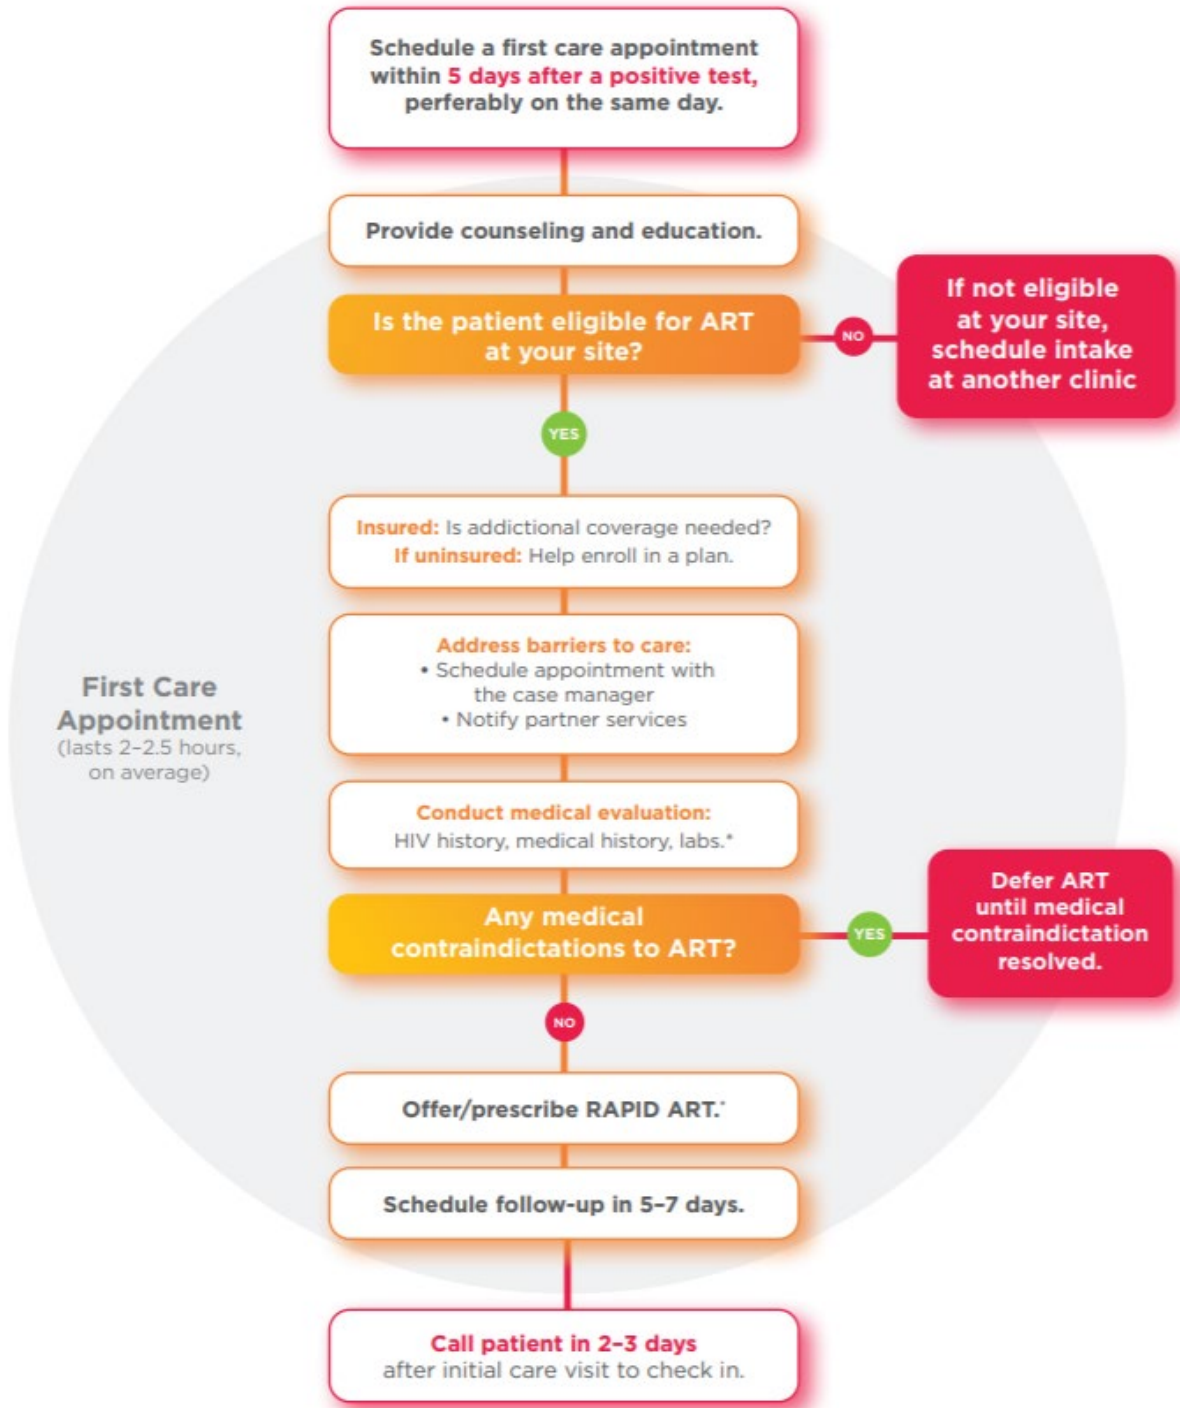 Schedule a first care appointment
within 5 days after a positive test,
perferably on the same day.
Provide counseling and education.
Is the patient eligible for ART
at your site?
NO
If not eligible
at your site,
schedule intake
at another clinic
YES
Insured: Is addictional coverage needed?
If uninsured: Help enroll in a plan.
Address barriers to care:
• Schedule appointment with
the case manager
• Notify partner services
First Care
Appointment
(lasts 2–2.5 hours,
on average)
Conduct medical evaluation:
HIV history, medical history, labs.*
Any medical
contraindictations to ART?
YES
Defer ART
until medical
contraindictation
resolved.
NO
Offer/prescribe RAPID ART.*
Schedule follow-up in 5–7 days.
Call patient in 2–3 days
after initial care visit to check in.